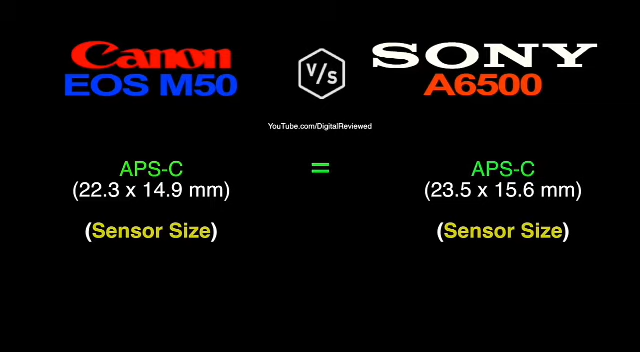 Canon
EOS M50
V/S
SONY
A6500
YouTube.com/DigitalReviewed
APS-C
(22.3 x 14.9 mm)
(Sensor Size)
=
APS-C
(23.5 x 15.6 mm)
(Sensor Size)